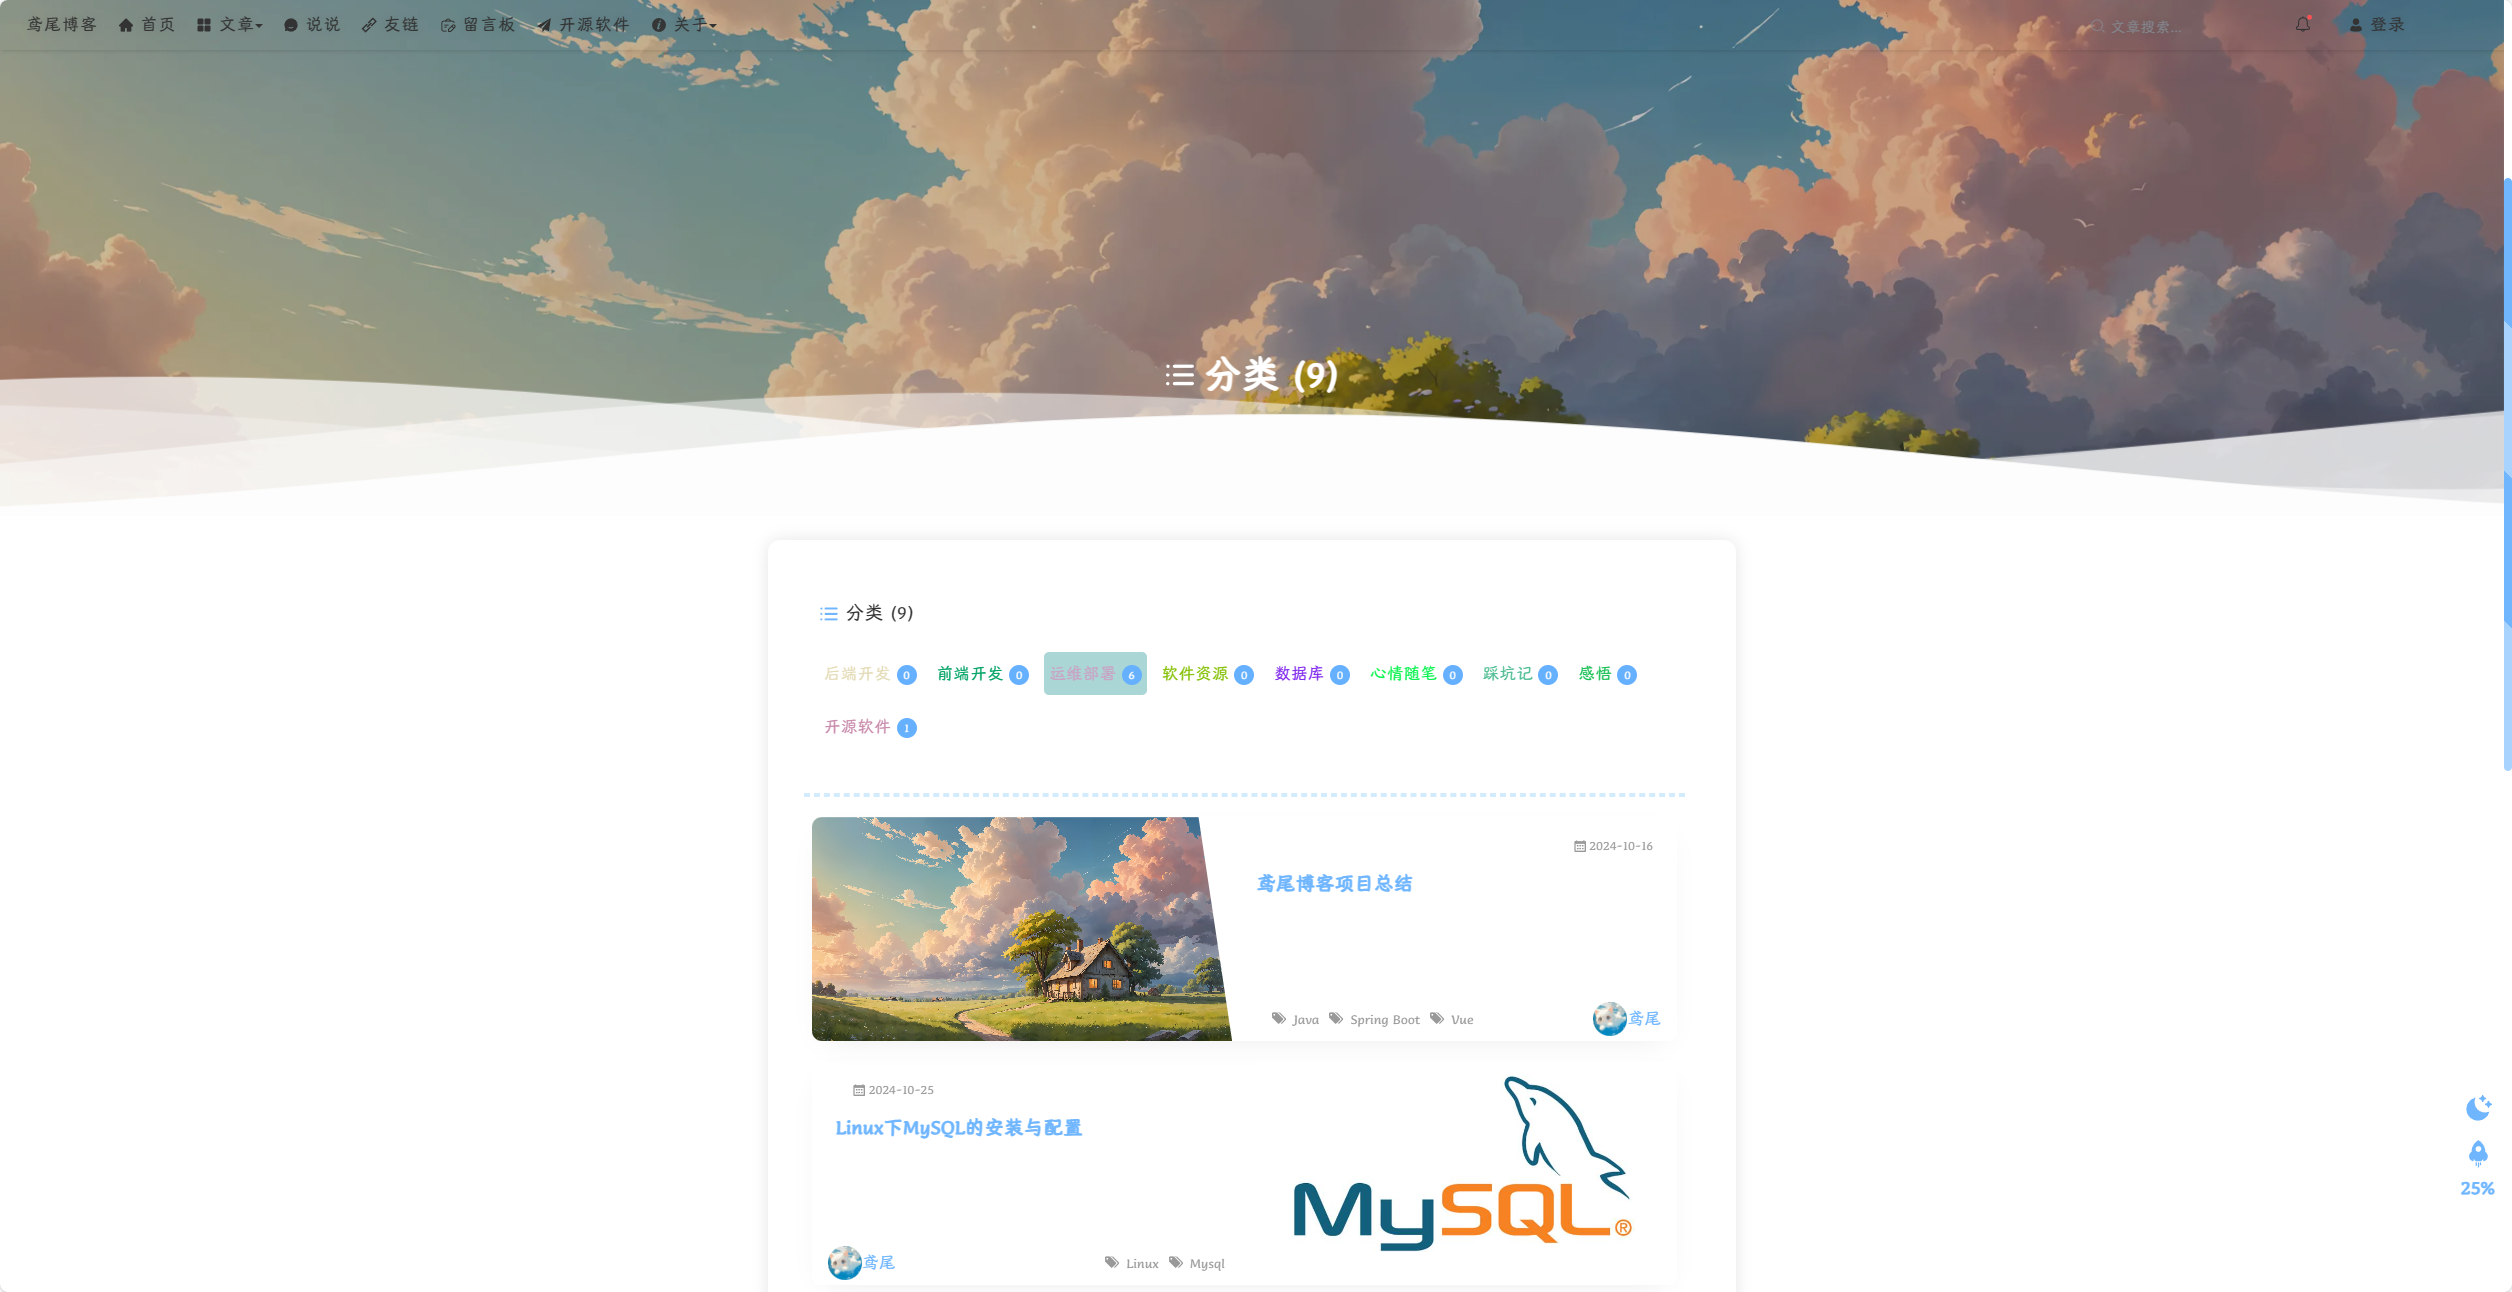 鸢尾博客 首页 文章 说说 友链 留言板 开源软件 关于 文章搜索... 登录
分类 (9)
分类 (9)
后端开发 0 前端开发 0 运维部署 6 软件资源 0 数据库 0 心情随笔 0 踩坑记 0 感悟 0
开源软件 1
2024-10-16
鸢尾博客项目总结
Java Spring Boot Vue 鸢尾
2024-10-25
Linux下MySQL的安装与配置
MySQL®
25%
鸢尾 Linux Mysql